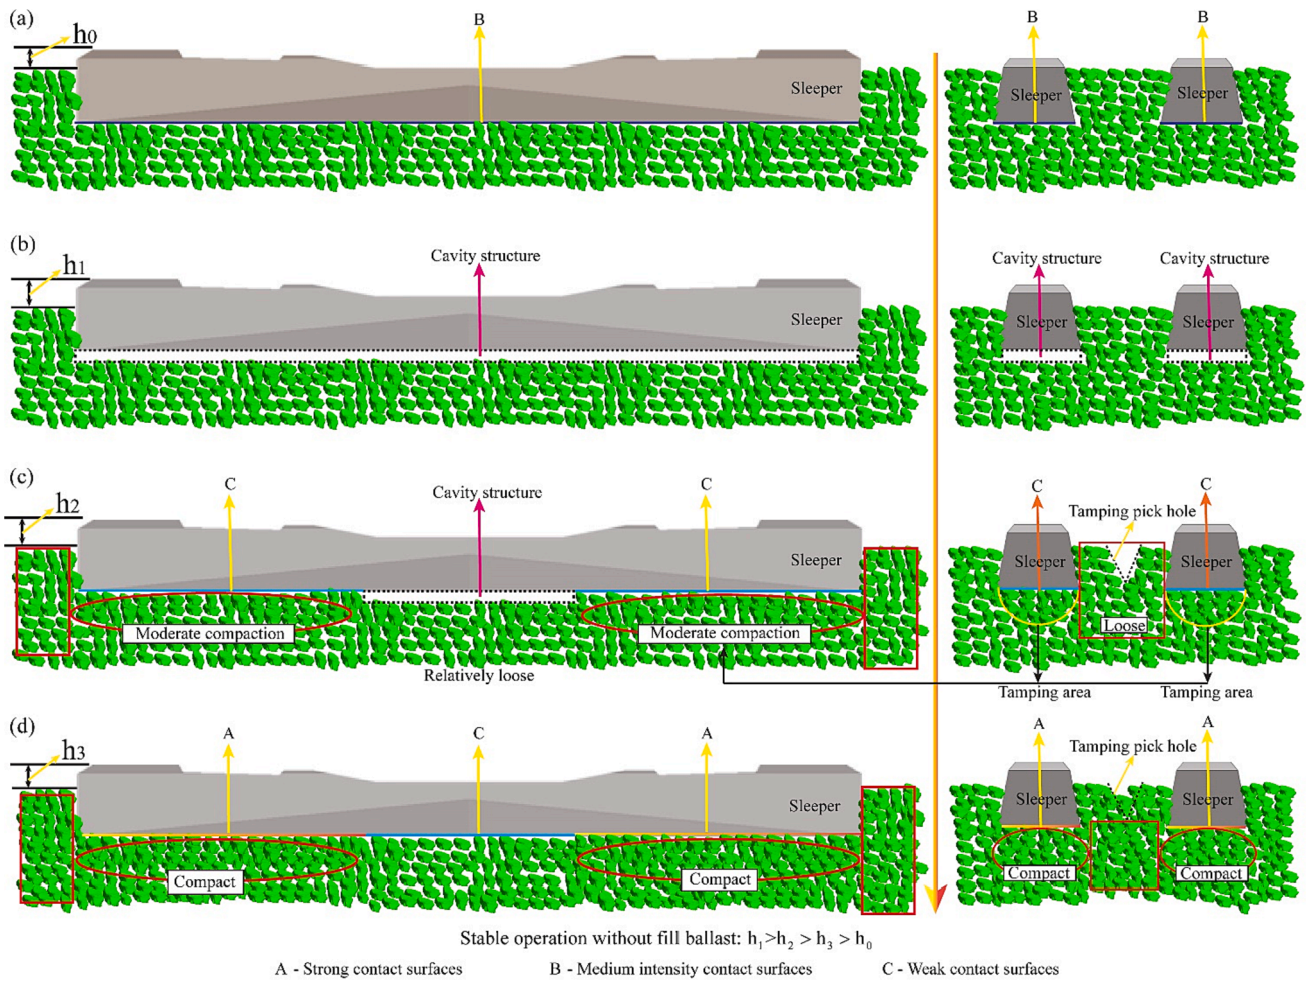 (a)
h0
B
Sleeper
B
B
Sleeper
Sleeper
(b)
h1
Cavity structure
Sleeper
Cavity structure
Cavity structure
Sleeper
Sleeper
(c)
h2
C
Cavity structure
C
Sleeper
Moderate compaction
Moderate compaction
Relatively loose
C
Tamping pick hole
C
Sleeper
Sleeper
Loose
Tamping area
Tamping area
(d)
h3
A
C
A
Sleeper
Compact
Compact
A
Tamping pick hole
A
Sleeper
Sleeper
Compact
Compact
Stable operation without fill ballast: h1>h2 > h3 > h0
A - Strong contact surfaces
B - Medium intensity contact surfaces
C - Weak contact surfaces